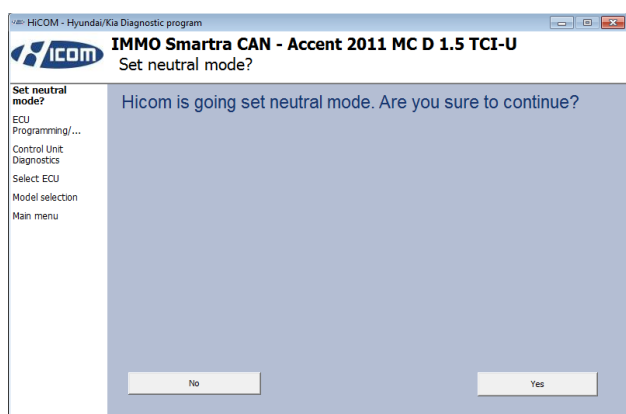 HiCOM - Hyundai/Kia Diagnostic program
HICOM
IMMO Smartra CAN - Accent 2011 MC D 1.5 TCI-U
Set neutral mode?
Set neutral
mode?
ECU
Programming/...
Control Unit
Diagnostics
Select ECU
Model selection
Main menu
Hicom is going set neutral mode. Are you sure to continue?
No
Yes